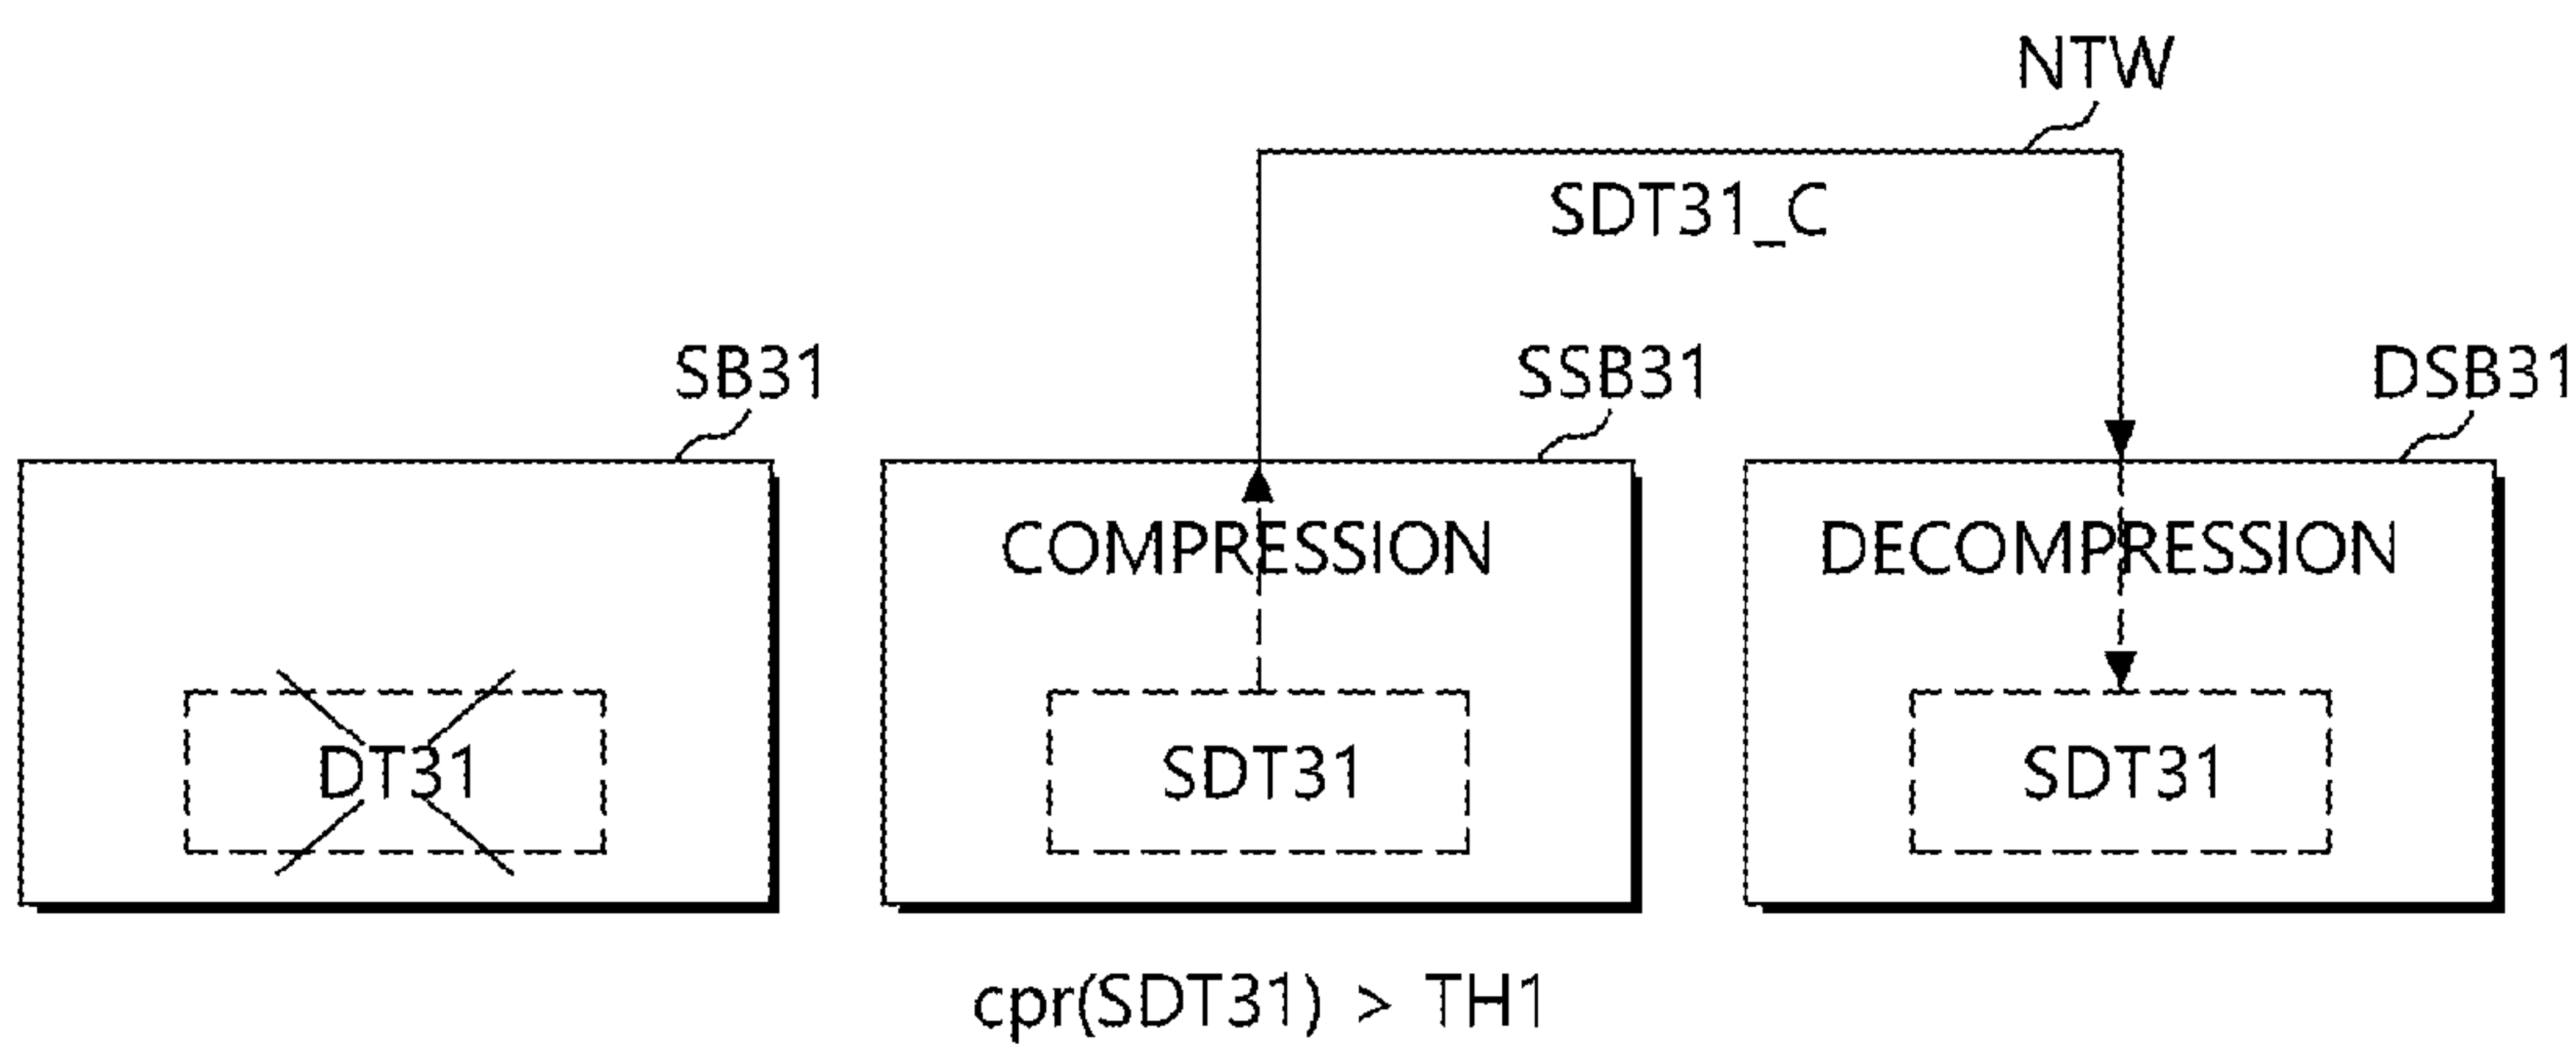 NTW
SDT31_C
SB31
SSB31
DSB31
COMPRESSION
DECOMPRESSION
DT31
SDT31
SDT31
cpr(SDT31) > TH1